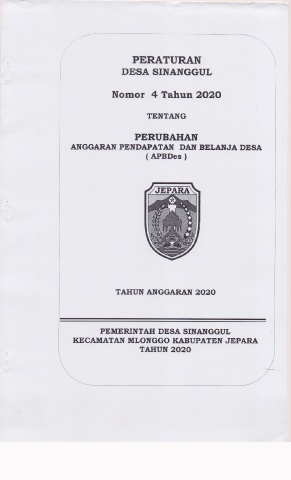 PERATURAN
DESA SINANGGUL
Nomor 4 Tahun 2020
TENTANG
PERUBAHAN
ANGGARAN PENDAPATAN DAN BELANJA DESA
( APBDes )
JEPARA
TAHUN ANGGARAN 2020
PEMERINTAH DESA SINANGGUL
KECAMATAN MLONGGO KABUPATEN JEPARA
TAHUN 2020